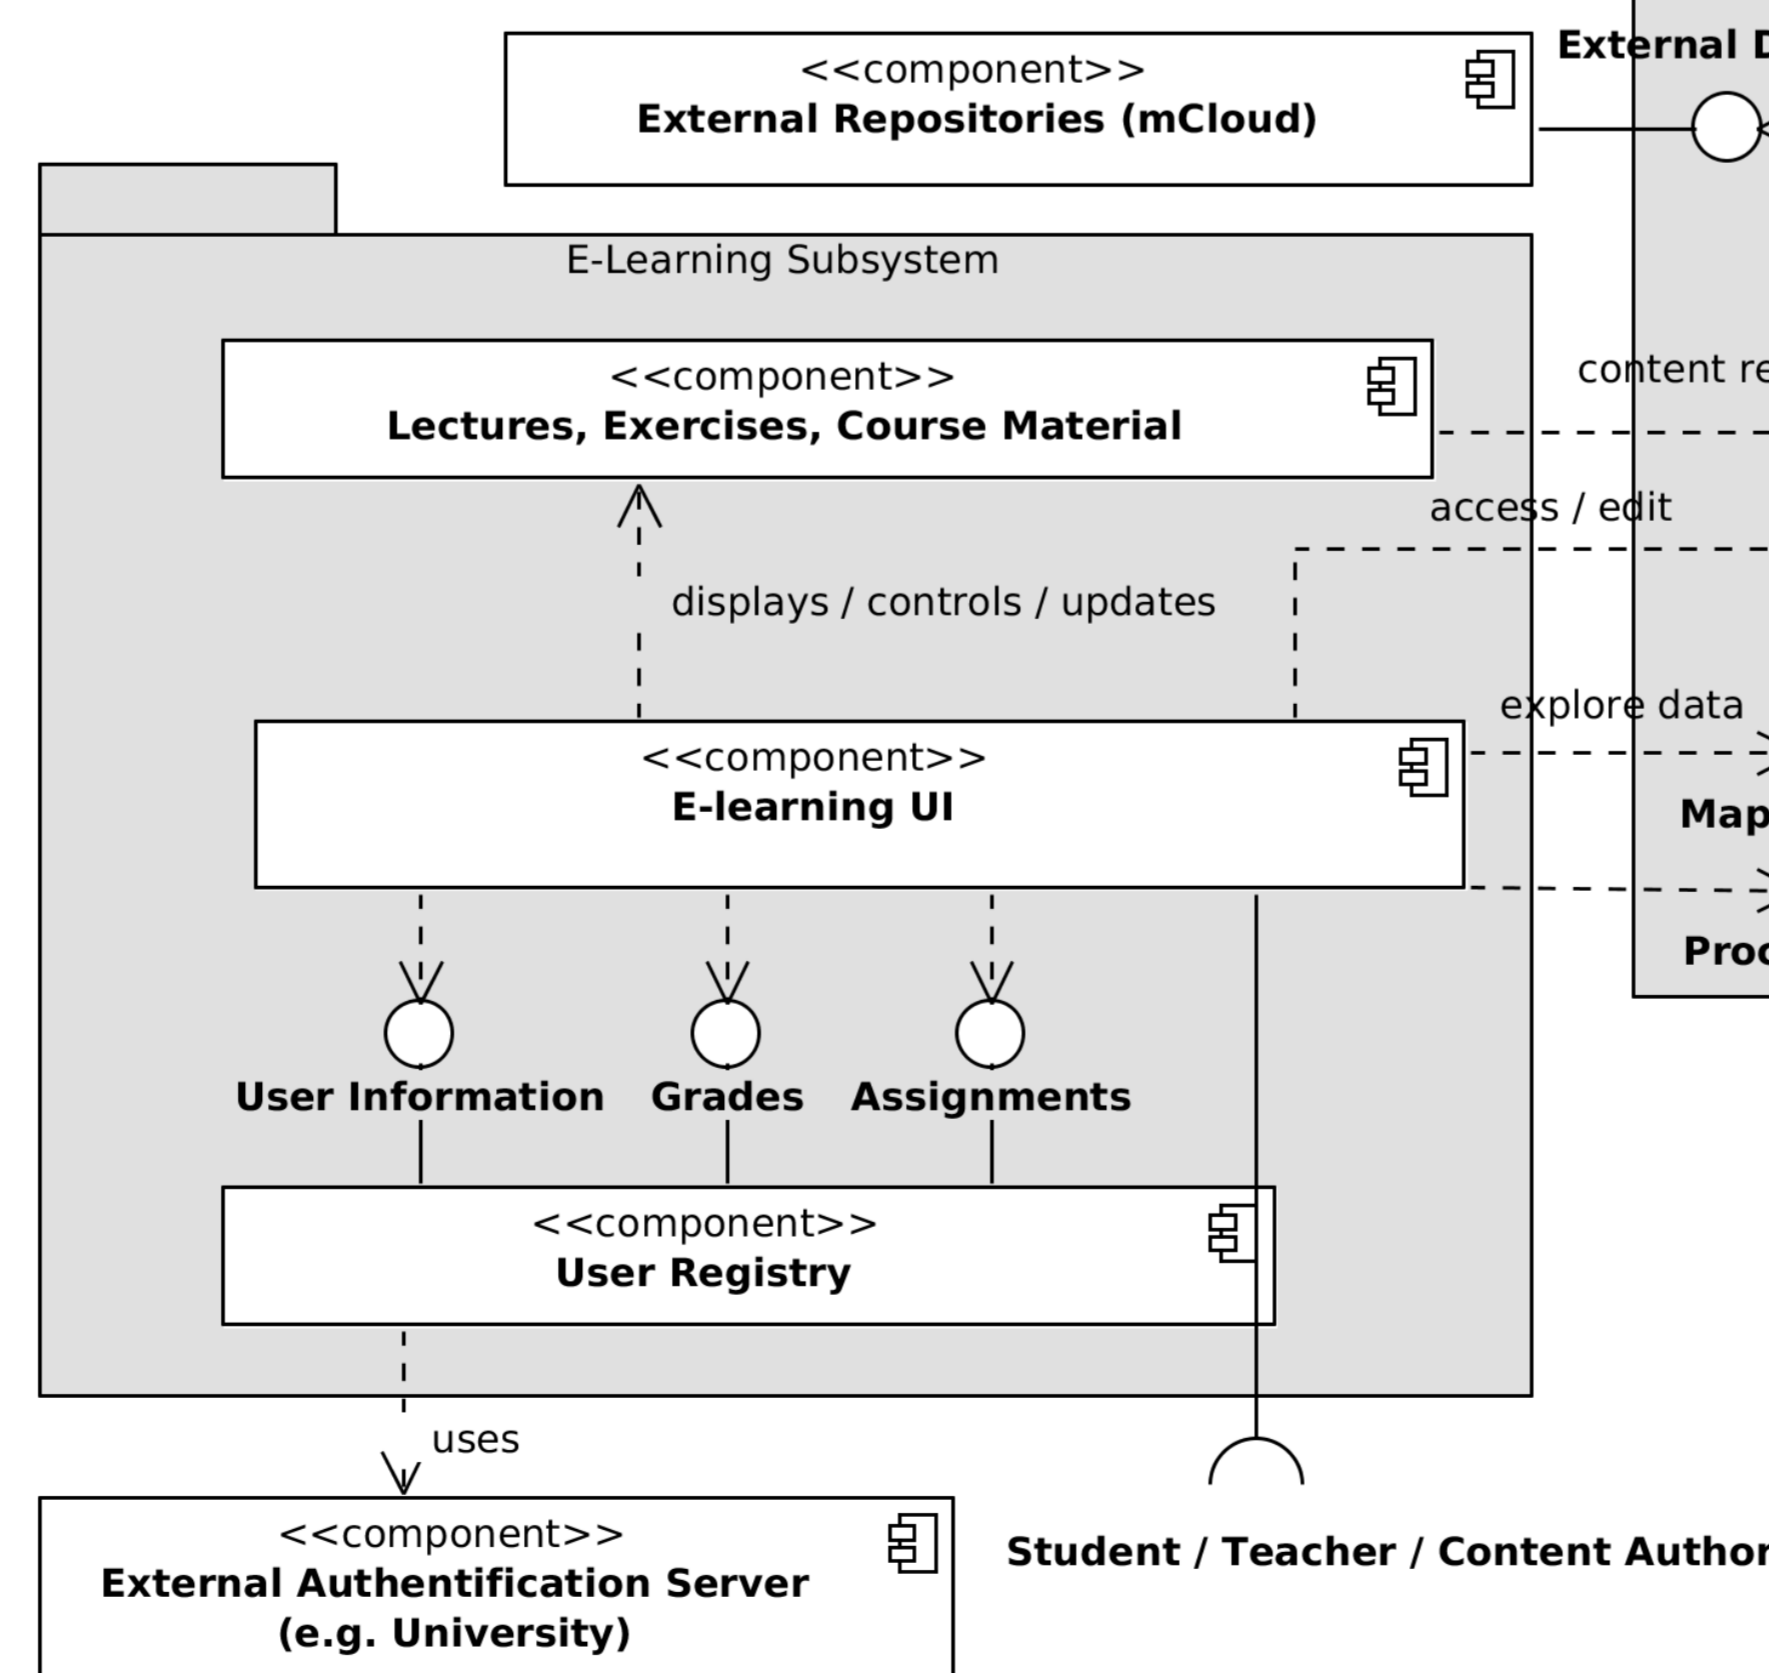 <<component>>
External Repositories (mCloud)
External D
E-Learning Subsystem
<<component>>
Lectures, Exercises, Course Material
content re
access / edit
displays / controls / updates
explore data
<<component>>
E-learning UI
Map
Proc
User Information
Grades
Assignments
<<component>>
User Registry
uses
<<component>>
External Authentification Server
(e.g. University)
Student / Teacher / Content Author